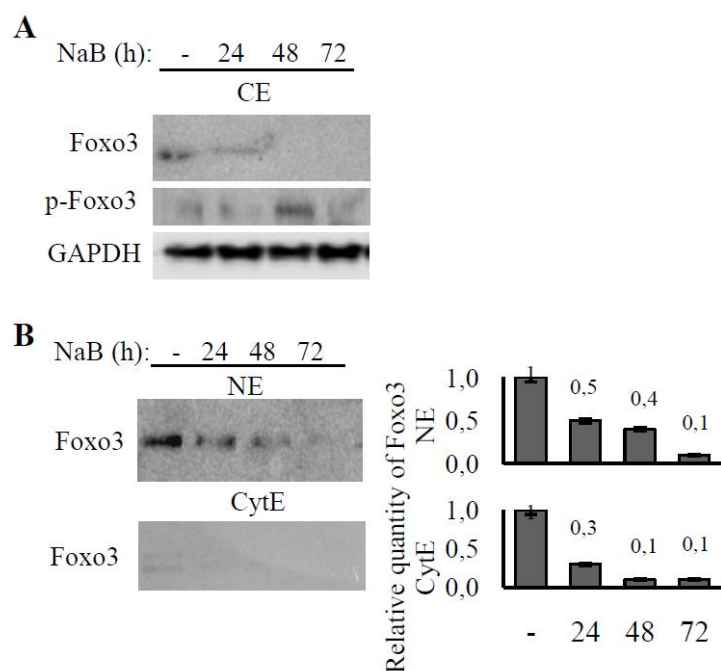 A
NaB (h): - 24 48 72
CE
Foxo3
p-Foxo3
GAPDH
B
NaB (h): - 24 48 72
NE
Foxo3
CytE
Foxo3
Relative quantity of Foxo3
NE
1,0
0,5
0,0
1
0,5
0,4
0,1
CytE
1,0
0,5
0,0
1
0,3
0,1
0,1
- 24 48 72